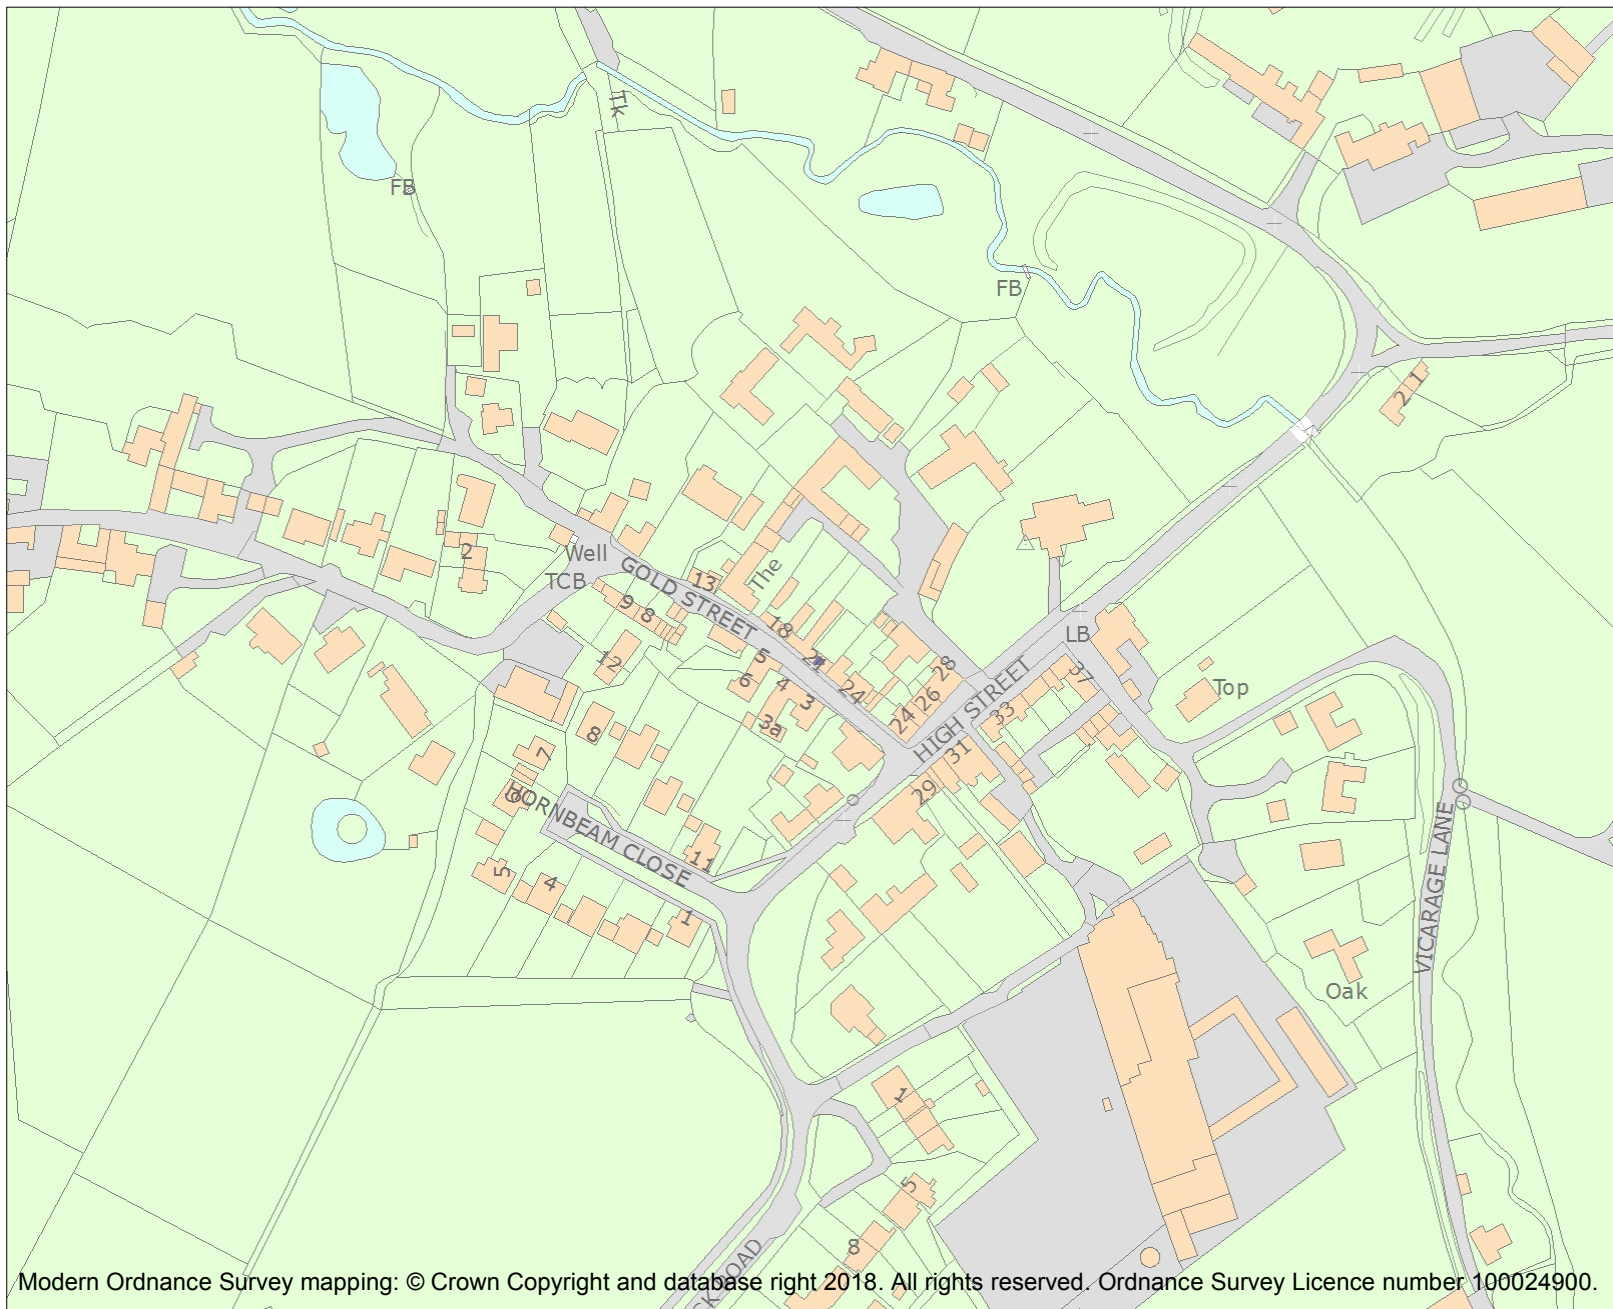 Tk
FB
FB
2 1
2
Well
TCB
GOLD STREET
13
The
9
8
12
18
21
5
6
4
3
3a
24
LB
28
26
24
HIGH STREET
37
33
31
29
Top
8
7
6
HORNBEAM CLOSE
11
5
4
1
VICARAGE LANE
Oak
1
5
8
ROAD
Modern Ordnance Survey mapping: © Crown Copyright and database right 2018. All rights reserved. Ordnance Survey Licence number 100024900.